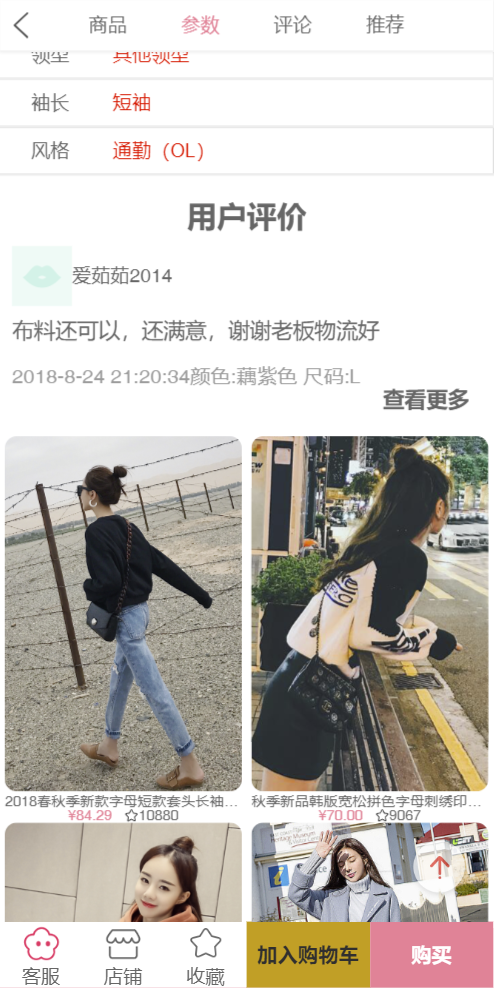 商品 参数 评论 推荐
领型 其他领型
袖长 短袖
风格 通勤（OL）
用户评价
爱茹茹2014
布料还可以，还满意，谢谢老板物流好
2018-8-24 21:20:34颜色:藕紫色 尺码:L
查看更多
2018春秋季新款字母短款套头长袖...
¥84.29 10880
秋季新品韩版宽松拼色字母刺绣印...
¥70.00 9067
客服 店铺 收藏 加入购物车 购买